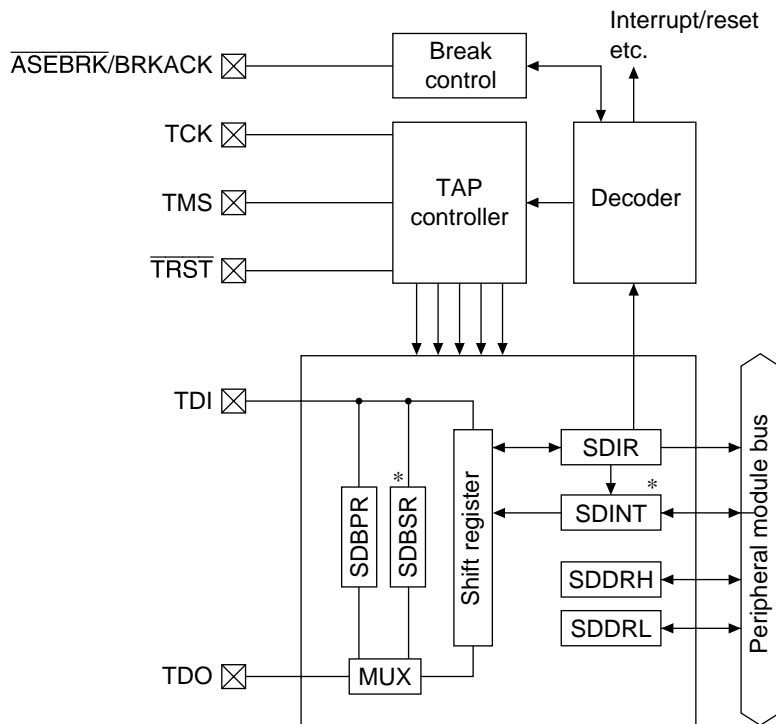 Interrupt/reset
etc.
ASEBRK/BRKACK
Break
control
TCK
TMS
TRST
TAP
controller
Decoder
TDI
SDBPR
*
SDBSR
Shift register
SDIR
*
SDINT
SDDRH
SDDRL
Peripheral module bus
TDO
MUX